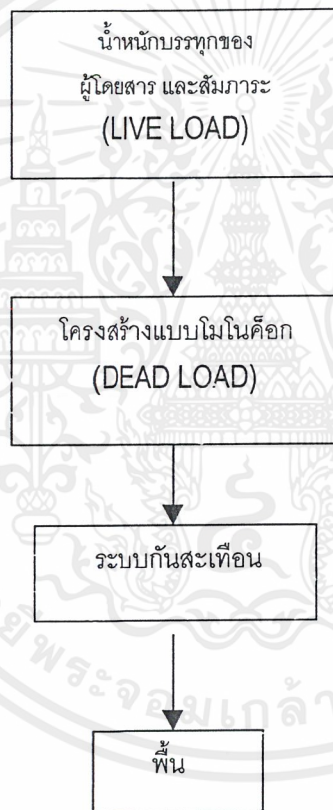 น้ำหนักบรรทุกของ
ผู้โดยสาร และสัมภาระ
(LIVE LOAD)
โครงสร้างแบบโมโนค็อก
(DEAD LOAD)
ระบบกันสะเทือน
พื้น